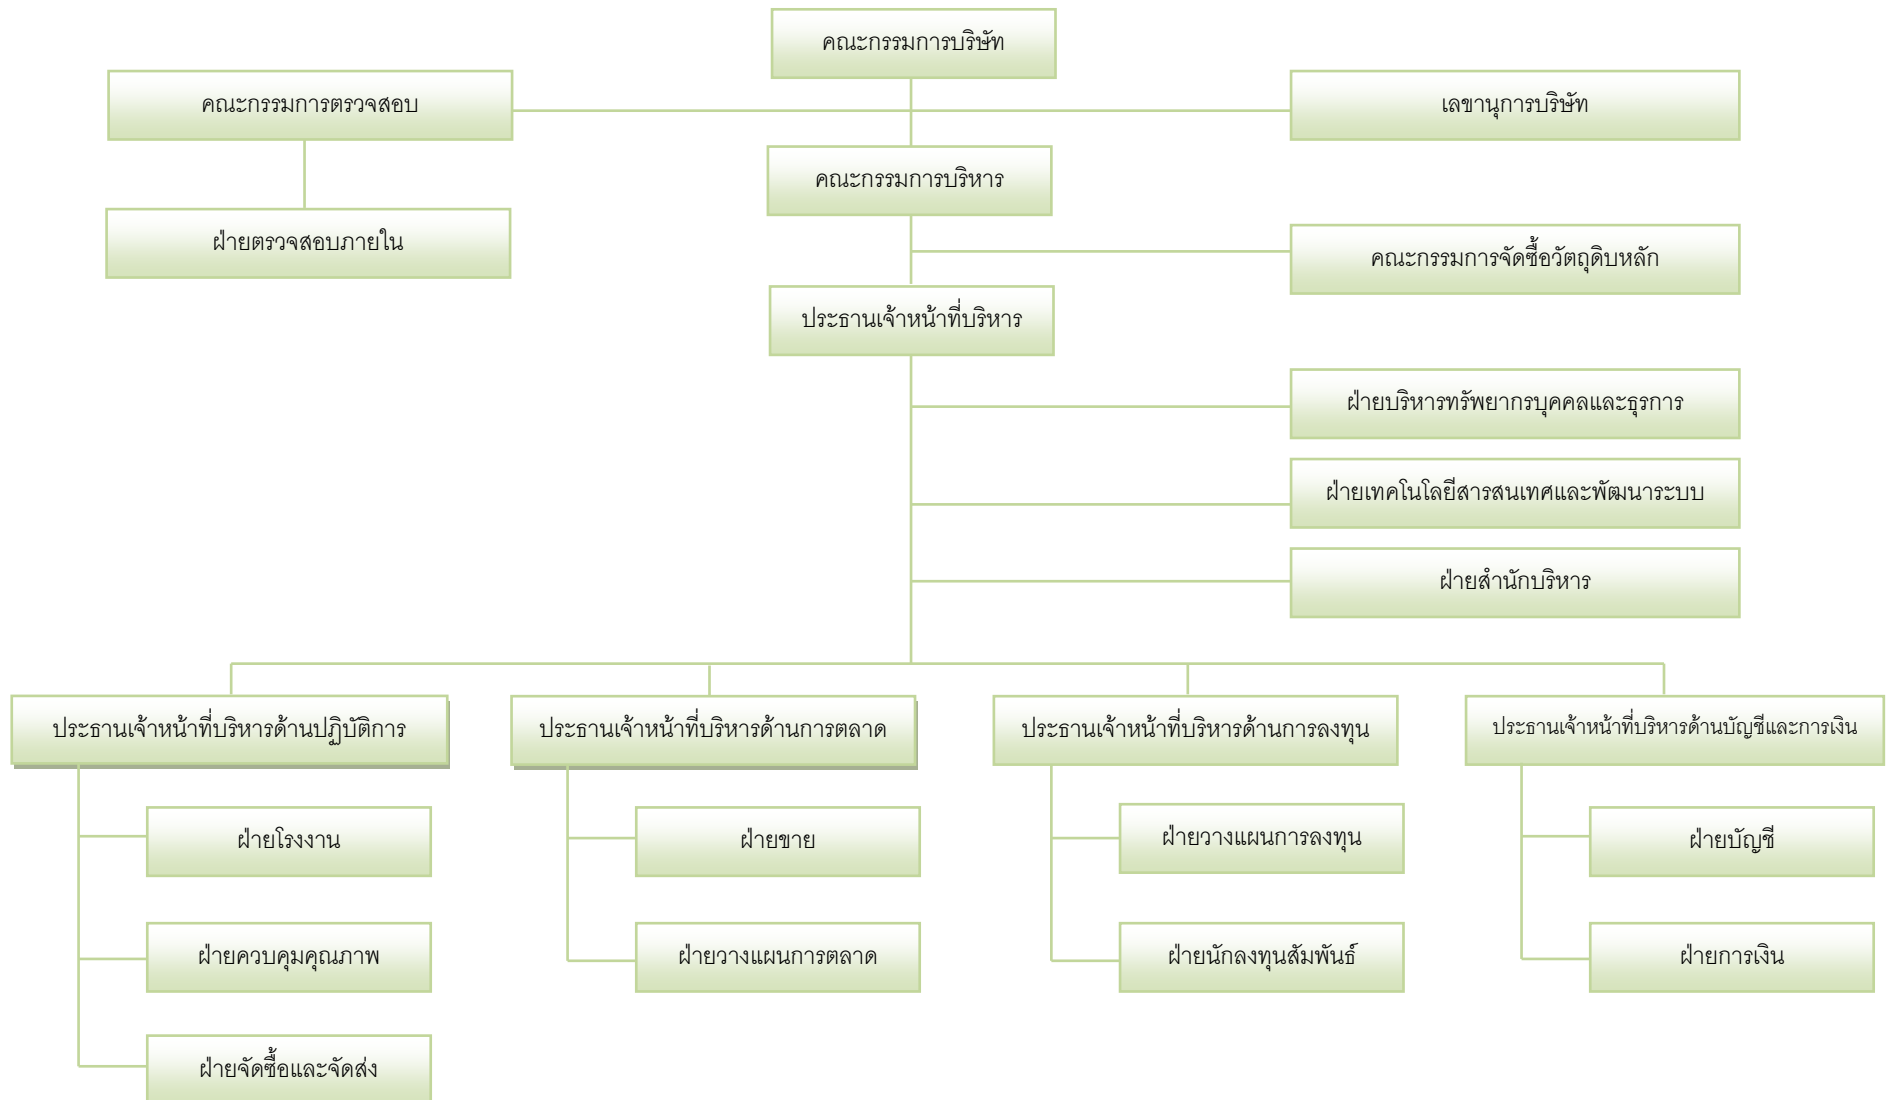 คณะกรรมการบริษัท
คณะกรรมการตรวจสอบ
เลขานุการบริษัท
คณะกรรมการบริหาร
ฝ่ายตรวจสอบภายใน
คณะกรรมการจัดซื้อวัตถุดิบหลัก
ประธานเจ้าหน้าที่บริหาร
ฝ่ายบริหารทรัพยากรบุคคลและธุรการ
ฝ่ายเทคโนโลยีสารสนเทศและพัฒนาระบบ
ฝ่ายสำนักบริหาร
ประธานเจ้าหน้าที่บริหารด้านปฏิบัติการ
ประธานเจ้าหน้าที่บริหารด้านการตลาด
ประธานเจ้าหน้าที่บริหารด้านการลงทุน
ประธานเจ้าหน้าที่บริหารด้านบัญชีและการเงิน
ฝ่ายโรงงาน
ฝ่ายขาย
ฝ่ายวางแผนการลงทุน
ฝ่ายบัญชี
ฝ่ายควบคุมคุณภาพ
ฝ่ายวางแผนการตลาด
ฝ่ายนักลงทุนสัมพันธ์
ฝ่ายการเงิน
ฝ่ายจัดซื้อและจัดส่ง